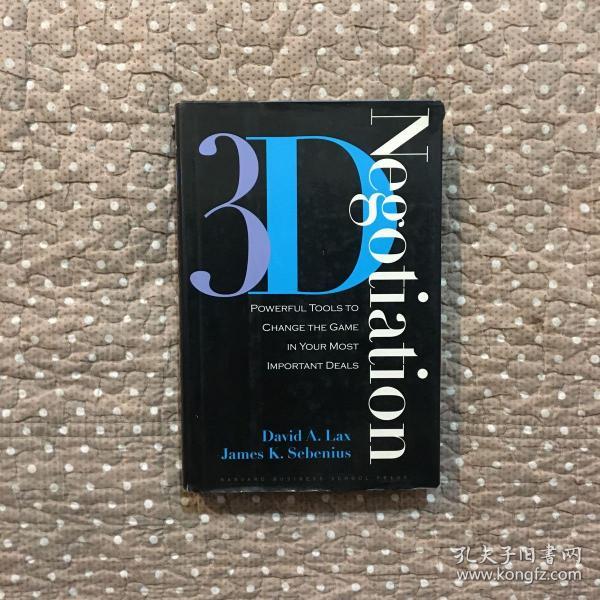 3D
Negotiation
POWERFUL TOOLS TO
CHANGE THE GAME
IN YOUR MOST
IMPORTANT DEALS
David A. Lax
James K. Sebenius
HARVARD BUSINESS SCHOOL PRESS
孔夫子旧书网
www.kongfz.com